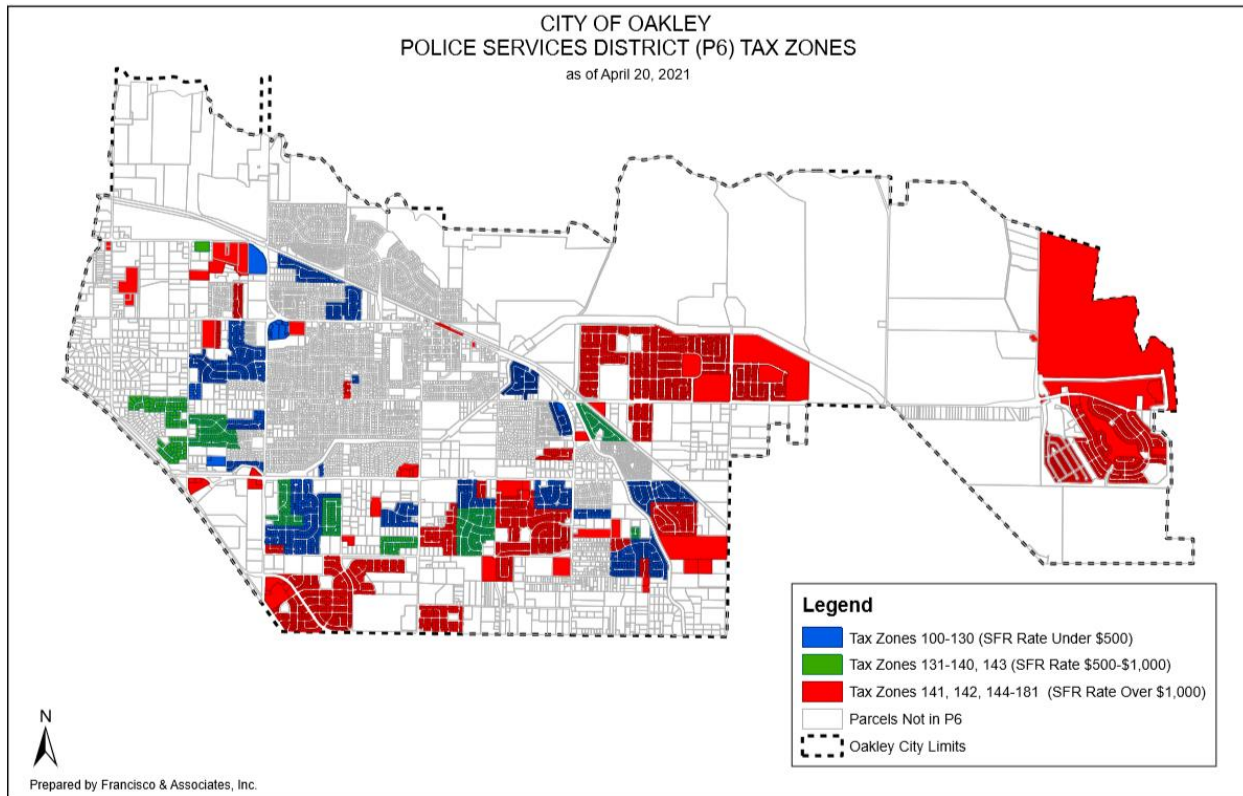 CITY OF OAKLEY
POLICE SERVICES DISTRICT (P6) TAX ZONES
as of April 20, 2021
Legend
Tax Zones 100-130 (SFR Rate Under $500)
Tax Zones 131-140, 143 (SFR Rate $500-$1,000)
Tax Zones 141, 142, 144-181 (SFR Rate Over $1,000)
Parcels Not in P6
Oakley City Limits
N
Prepared by Francisco & Associates, Inc.